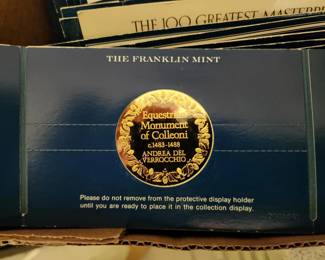 THE 100 GREATEST MASTERPI
THE FRANKLIN MINT
Equestrian
Monument
of Colleoni
c.1483-1488
ANDREA DEL
VERROCCHIO
Please do not remove from the protective display holder
until you are ready to place it in the collection display.